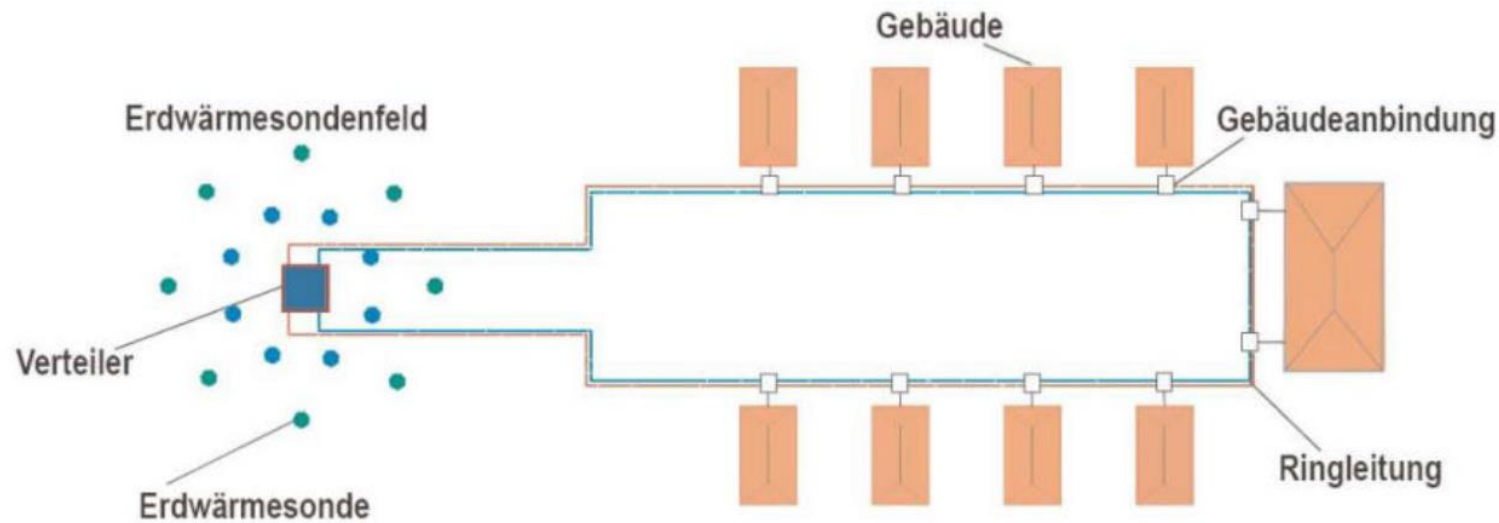 Gebäude
Erdwärmesondenfeld
Gebäudeanbindung
Verteiler
Ringleitung
Erdwärmesonde